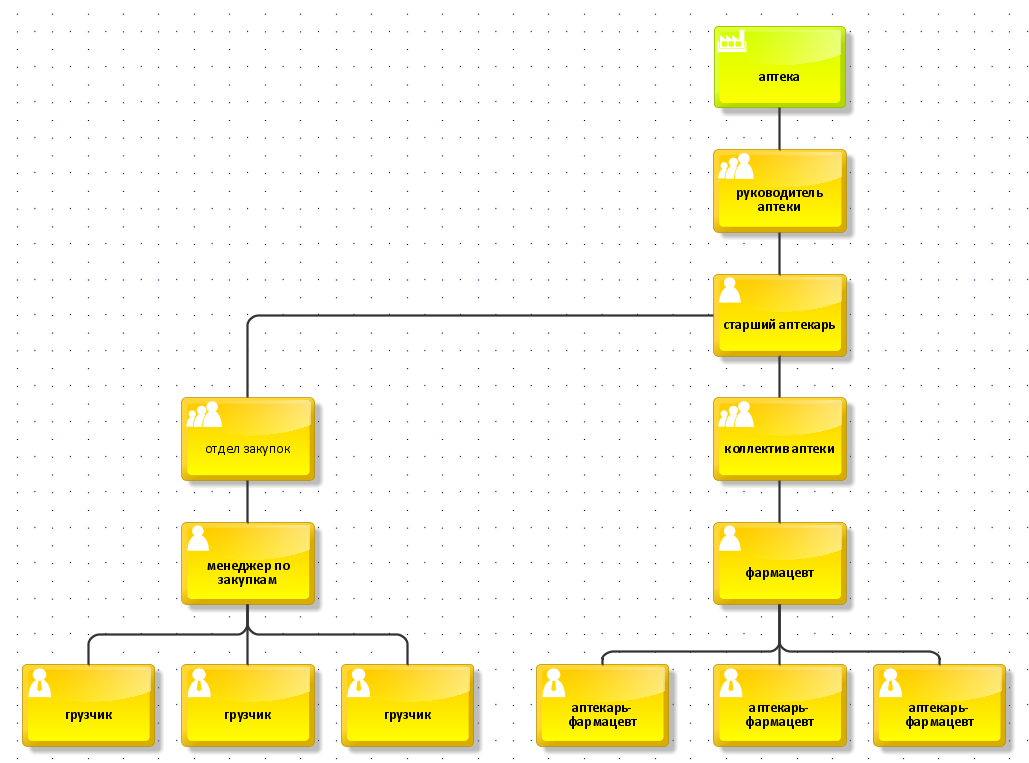 аптека
руководитель
аптеки
старший аптекарь
отдел закупок
коллектив аптеки
менеджер по
закупкам
фармацевт
грузчик
грузчик
грузчик
аптекарь-
фармацевт
аптекарь-
фармацевт
аптекарь-
фармацевт